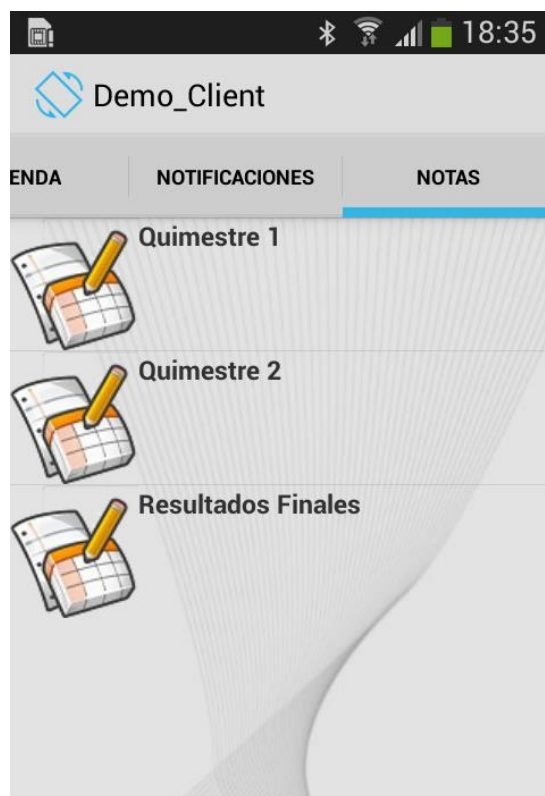 18:35
Demo_Client
ENDA NOTIFICACIONES NOTAS
Quimestre 1
Quimestre 2
Resultados Finales